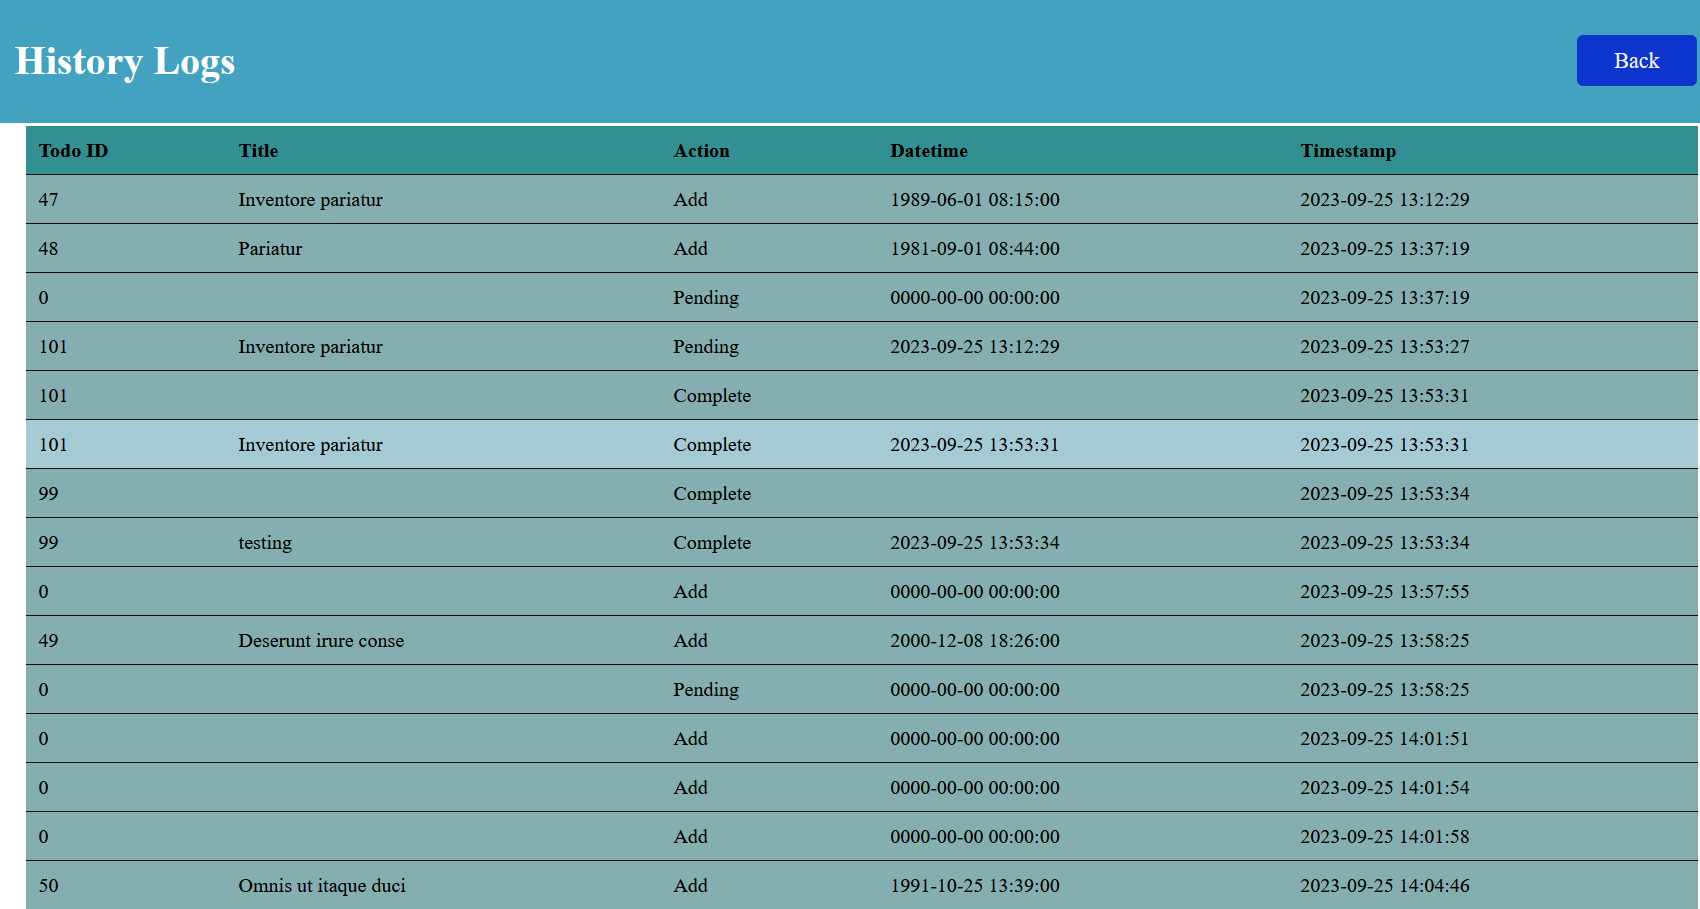 History Logs
Back
Todo ID Title Action Datetime Timestamp
47 Inventore pariatur Add 1989-06-01 08:15:00 2023-09-25 13:12:29
48 Pariatur Add 1981-09-01 08:44:00 2023-09-25 13:37:19
0 Pending 0000-00-00 00:00:00 2023-09-25 13:37:19
101 Inventore pariatur Pending 2023-09-25 13:12:29 2023-09-25 13:53:27
101 Complete 2023-09-25 13:53:31
101 Inventore pariatur Complete 2023-09-25 13:53:31 2023-09-25 13:53:31
99 Complete 2023-09-25 13:53:34
99 testing Complete 2023-09-25 13:53:34 2023-09-25 13:53:34
0 Add 0000-00-00 00:00:00 2023-09-25 13:57:55
49 Deserunt irure conse Add 2000-12-08 18:26:00 2023-09-25 13:58:25
0 Pending 0000-00-00 00:00:00 2023-09-25 13:58:25
0 Add 0000-00-00 00:00:00 2023-09-25 14:01:51
0 Add 0000-00-00 00:00:00 2023-09-25 14:01:54
0 Add 0000-00-00 00:00:00 2023-09-25 14:01:58
50 Omnis ut itaque duci Add 1991-10-25 13:39:00 2023-09-25 14:04:46